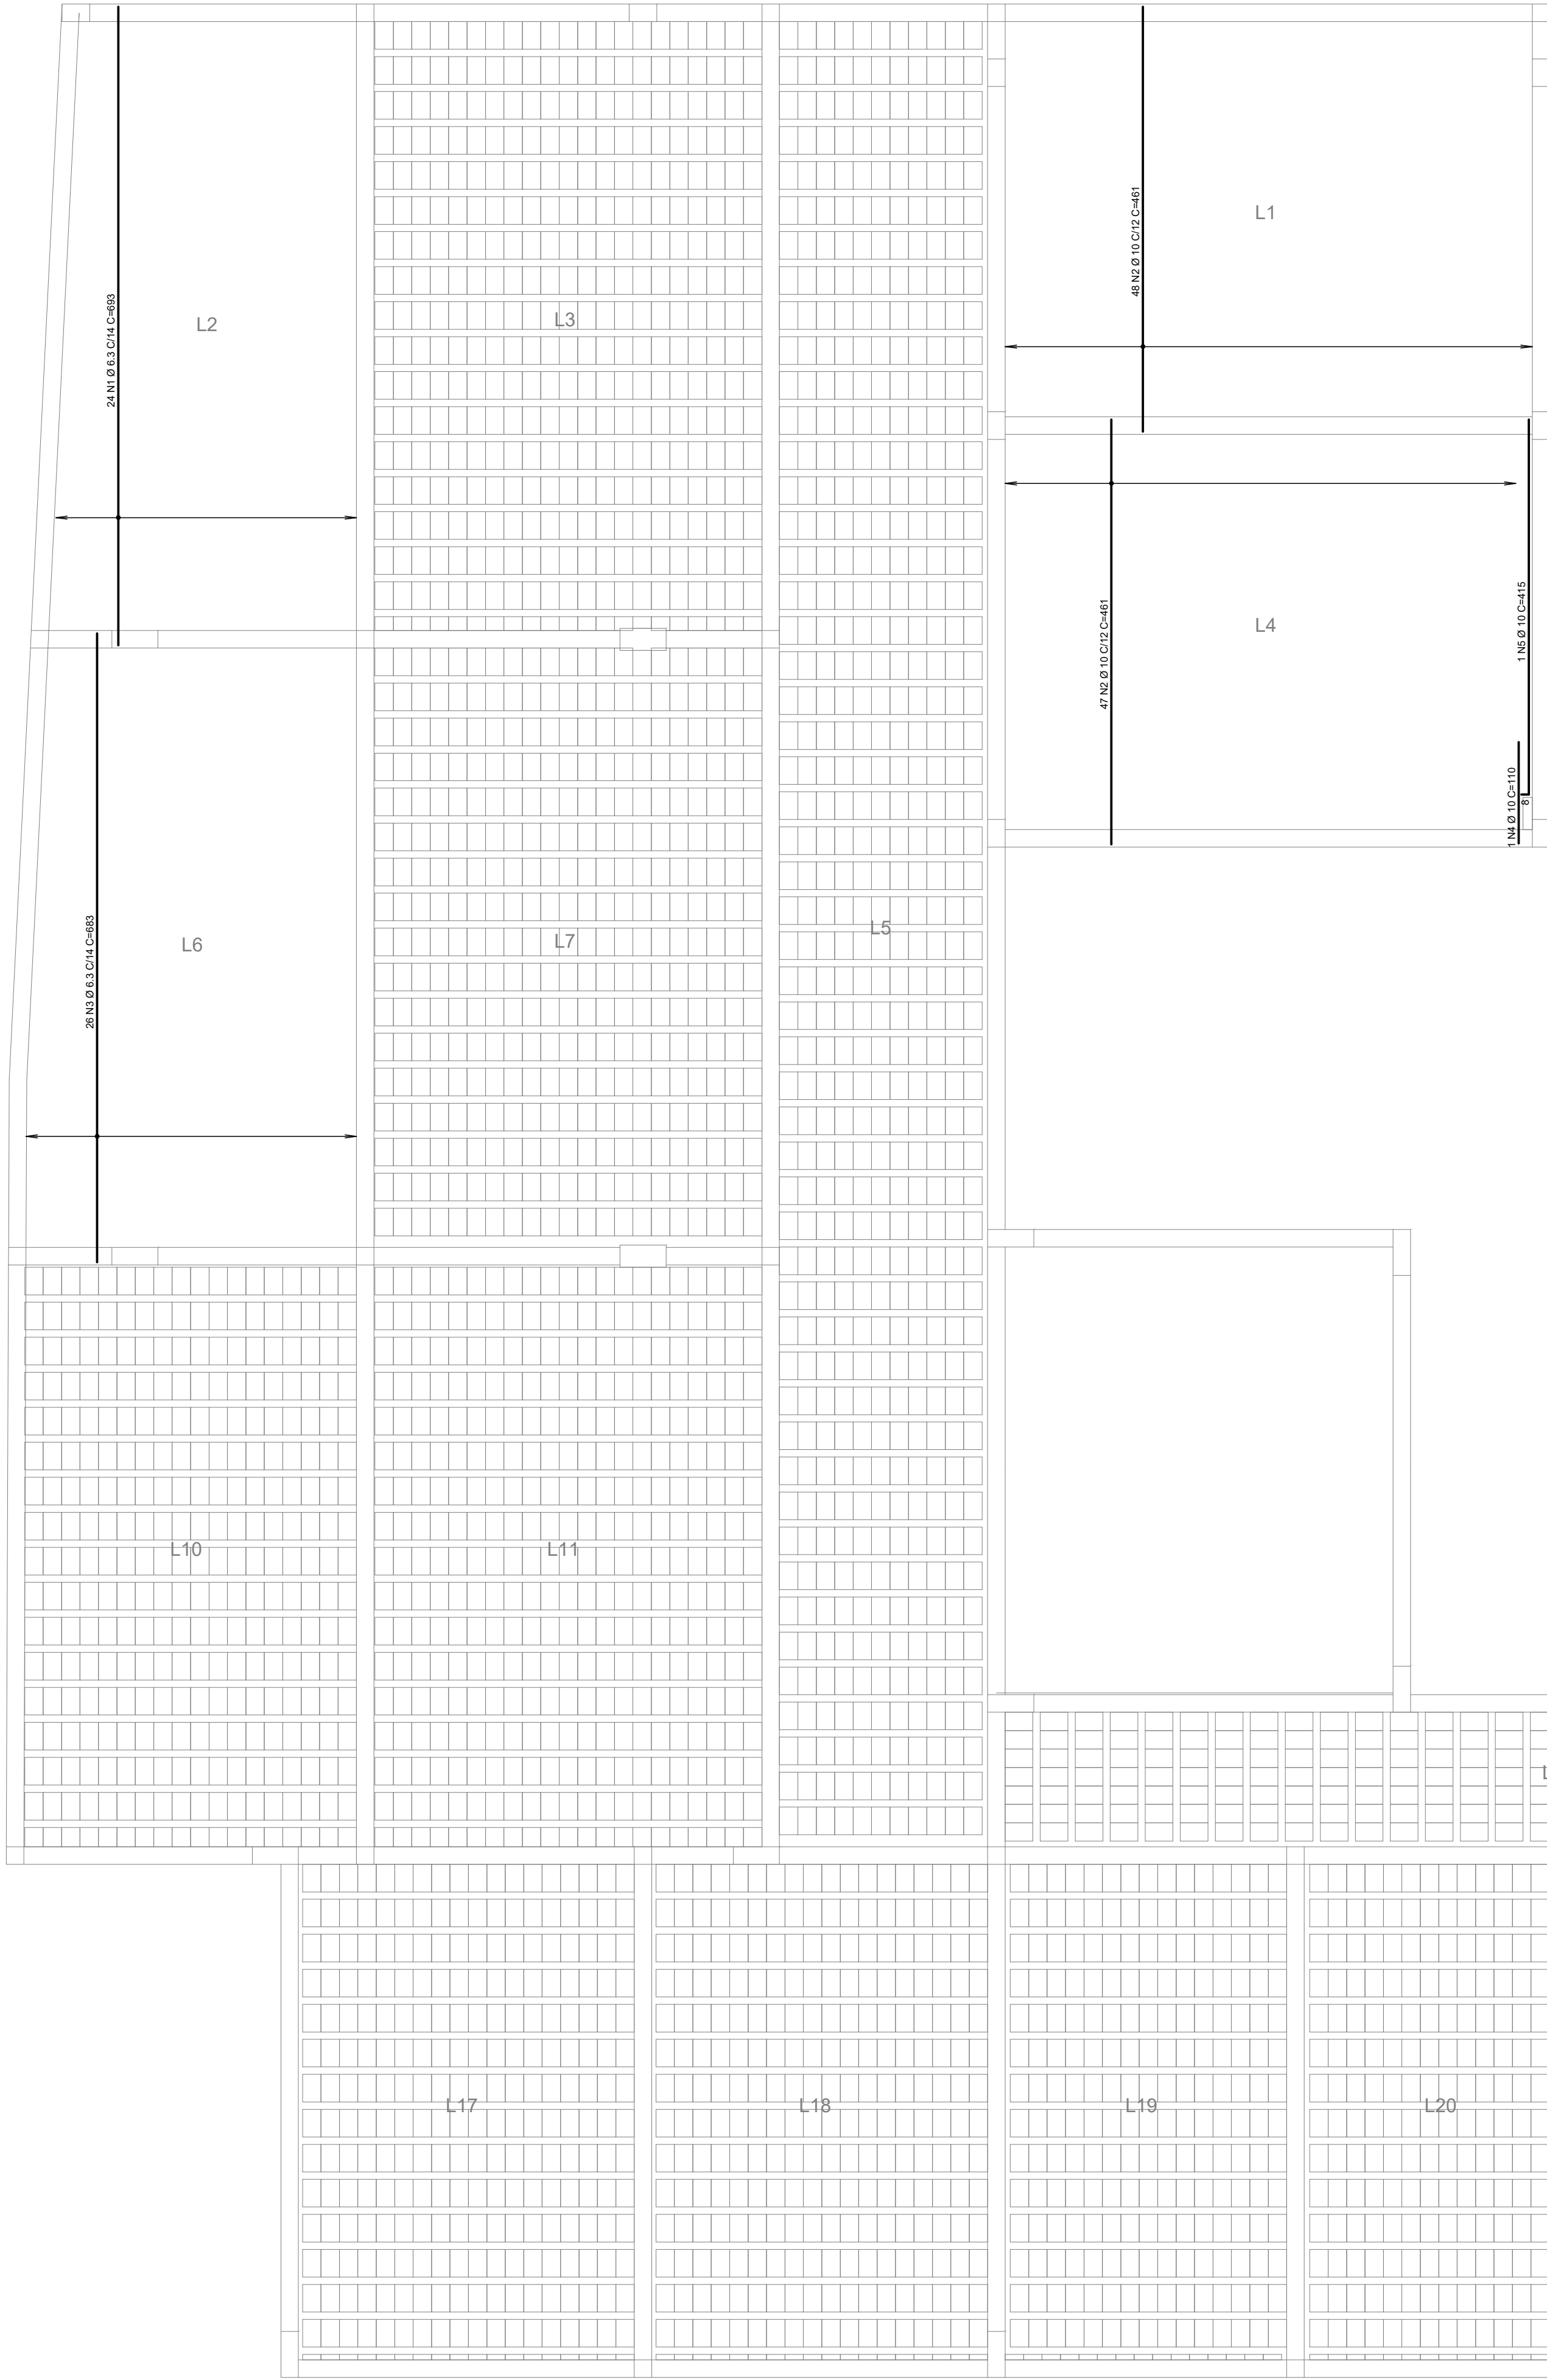 L1
48 N2 Ø 10 C/12 C=461
L2
24 N1 Ø 6.3 C/14 C=693
L3
L4
47 N2 Ø 10 C/12 C=461
1 N5 Ø 10 C=415
8
1 N4 Ø 10 C=110
L5
L6
26 N3 Ø 6.3 C/14 C=683
L7
L10
L11
L17
L18
L19
L20